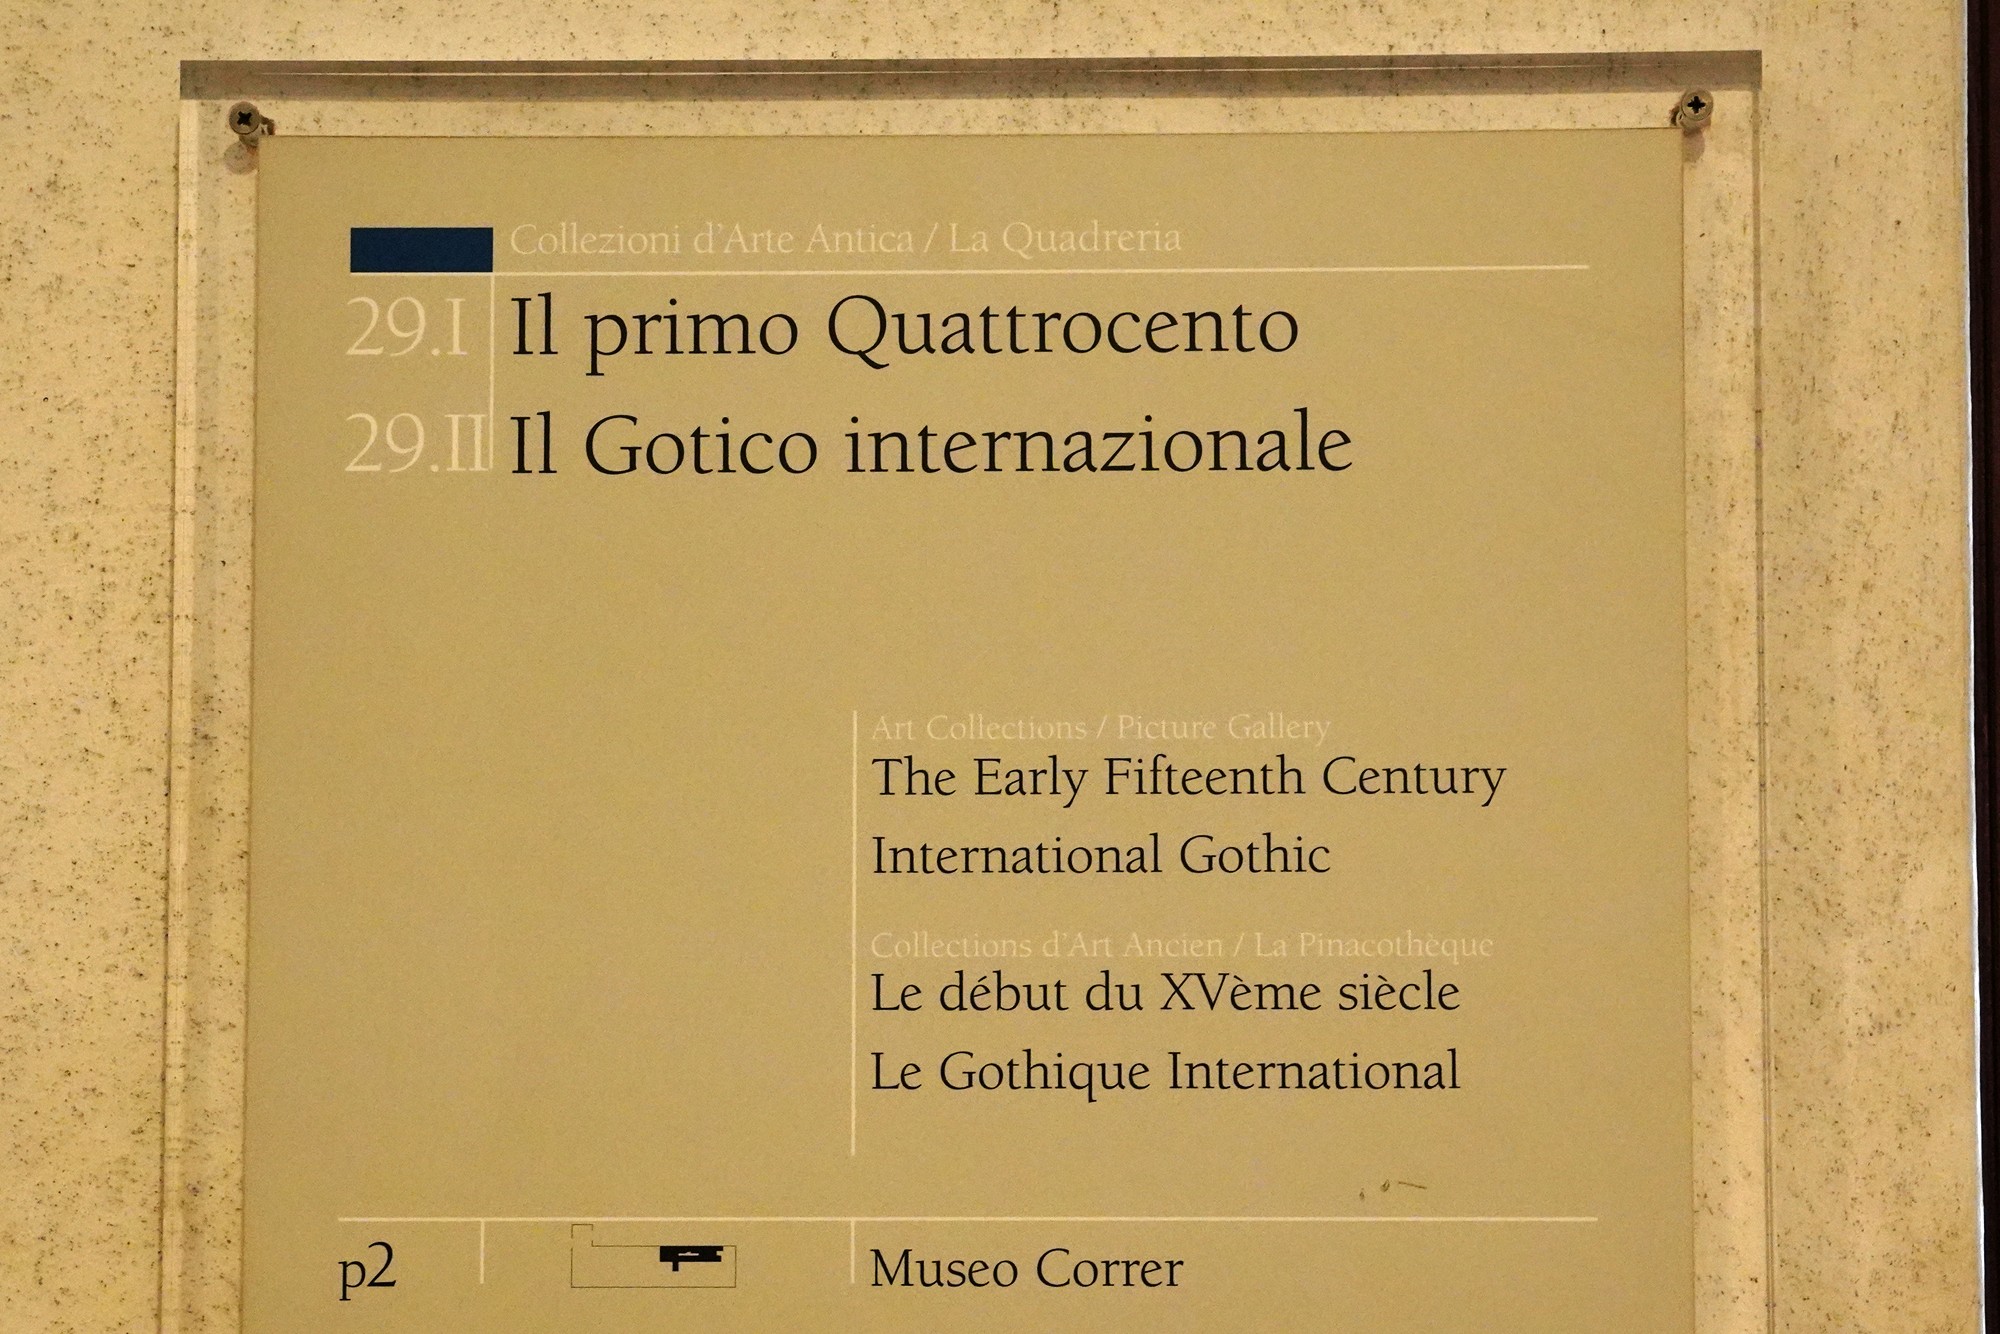 Collezioni d'Arte Antica / La Quadreria
29.I Il primo Quattrocento
29.II Il Gotico internazionale
Art Collections / Picture Gallery
The Early Fifteenth Century
International Gothic
Collections d'Art Ancien / La Pinacothèque
Le début du XVème siècle
Le Gothique International
p2 Museo Correr